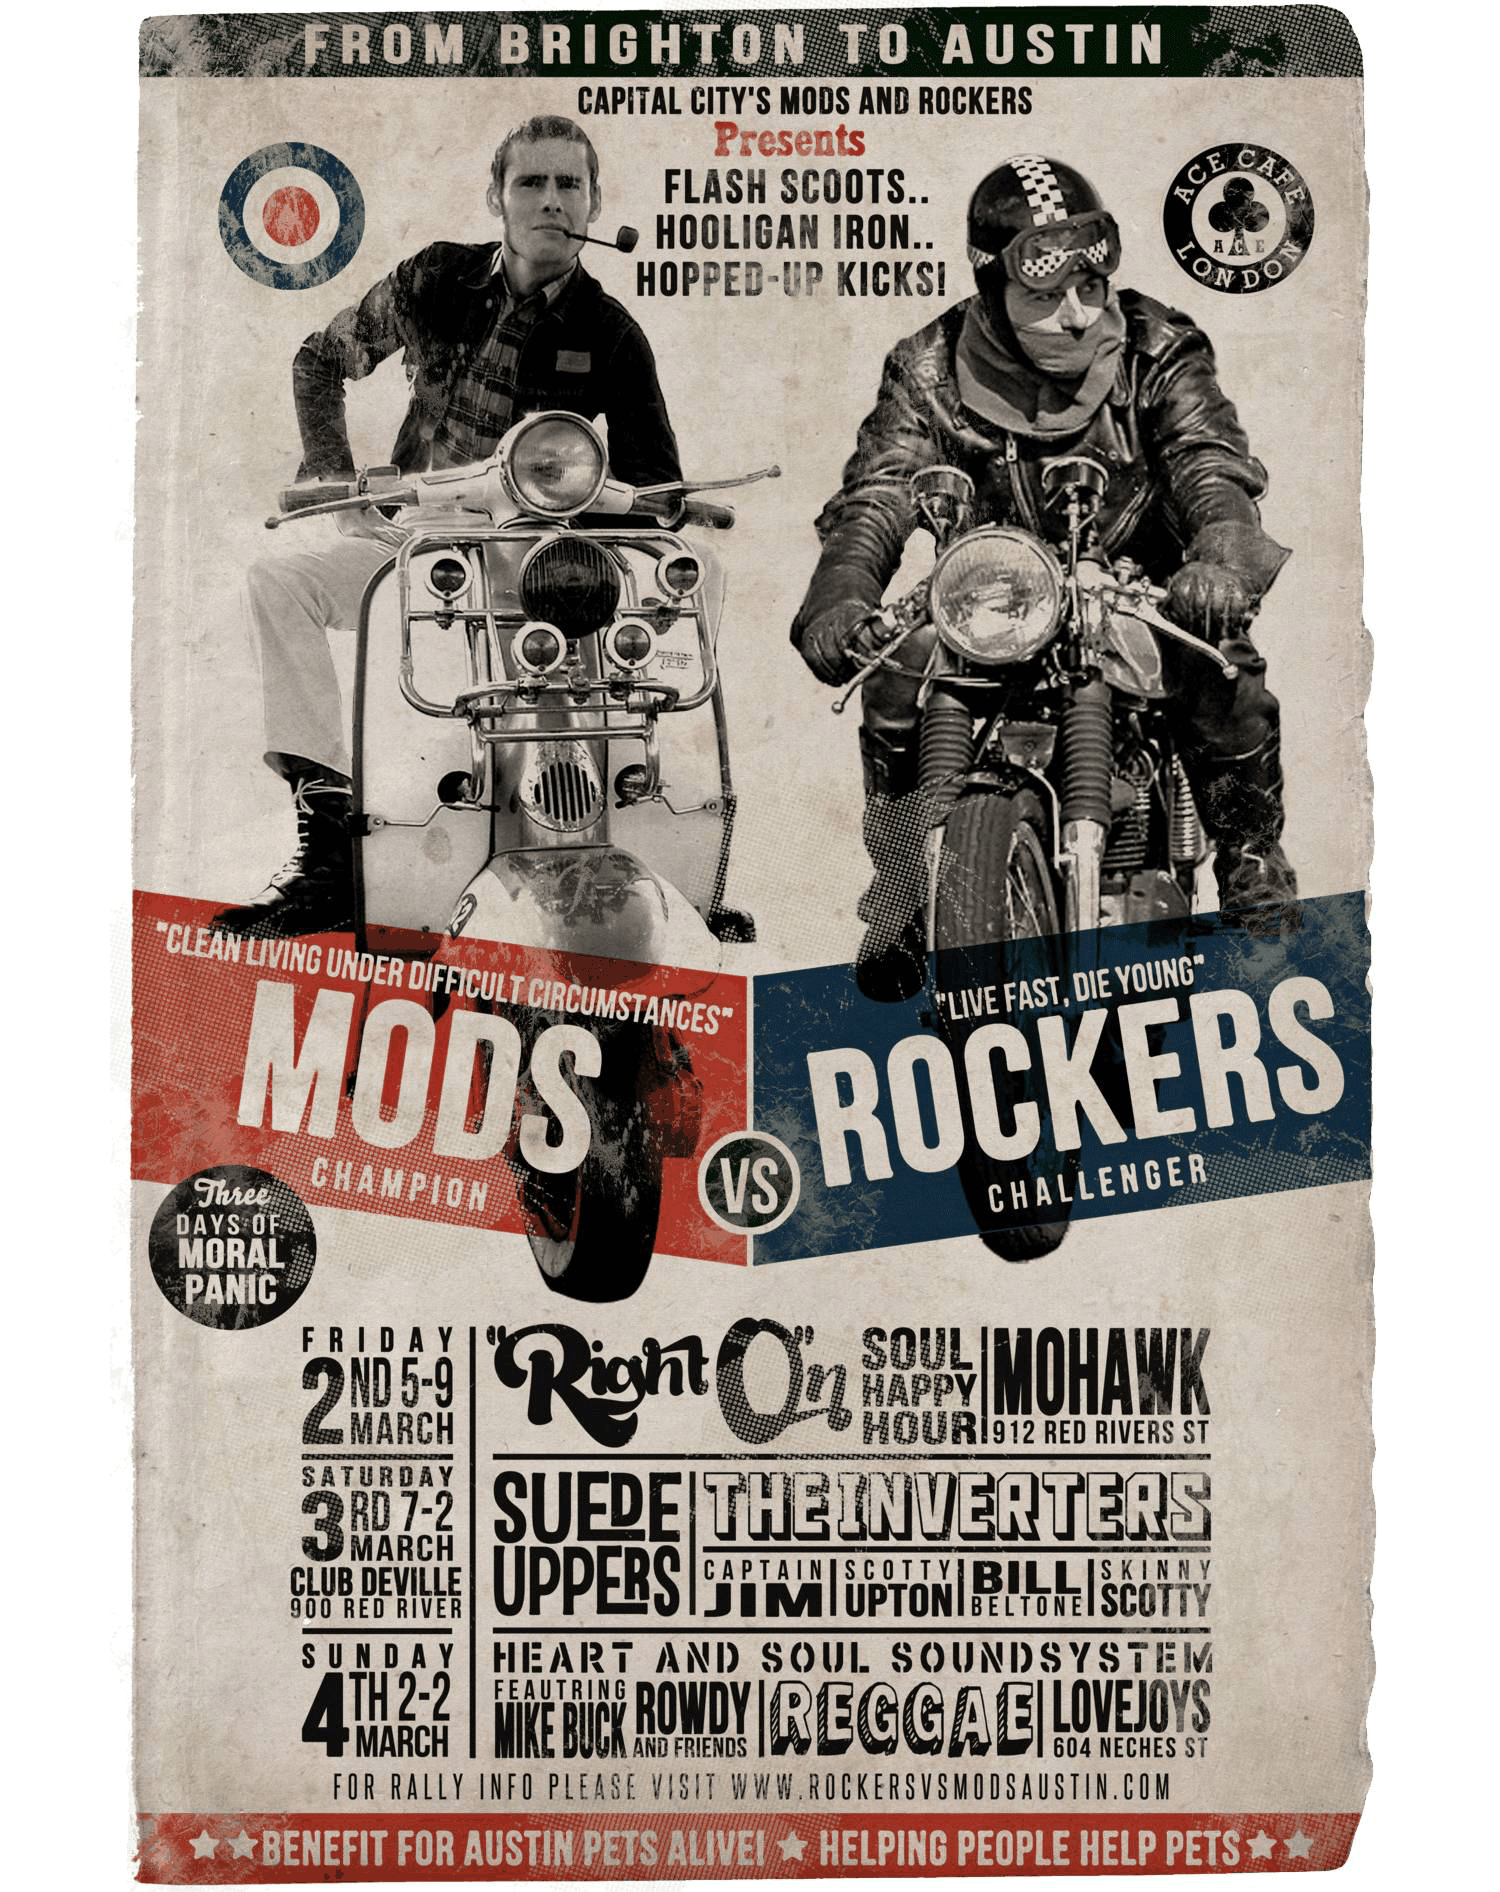 FROM BRIGHTON TO AUSTIN
CAPITAL CITY'S MODS AND ROCKERS
Presents
FLASH SCOOTS..
HOOLIGAN IRON..
HOPPED-UP KICKS!
ACE CAFE
ACE
LONDON
"CLEAN LIVING UNDER DIFFICULT CIRCUMSTANCES"
MODS
CHAMPION
VS
"LIVE FAST, DIE YOUNG"
ROCKERS
CHALLENGER
Three
DAYS OF
MORAL
PANIC
FRIDAY
2ND 5-9
MARCH
"Right On"
SOUL
HAPPY
HOUR
MOHAWK
912 RED RIVERS ST
SATURDAY
3RD 7-2
MARCH
CLUB DEVILLE
900 RED RIVER
SUEDE
UPPERS
THE INVERTERS
CAPTAIN
JIM
SCOTTY
UPTON
BILL
BELTONE
SKINNY
SCOTTY
SUNDAY
4TH 2-2
MARCH
HEART AND SOUL SOUNDSYSTEM
FEAUTRING
MIKE BUCK
ROWDY
AND FRIENDS
REGGAE
LOVEJOYS
604 NECHES ST
FOR RALLY INFO PLEASE VISIT WWW.ROCKERSVSMODSAUSTIN.COM
BENEFIT FOR AUSTIN PETS ALIVE! ★ HELPING PEOPLE HELP PETS